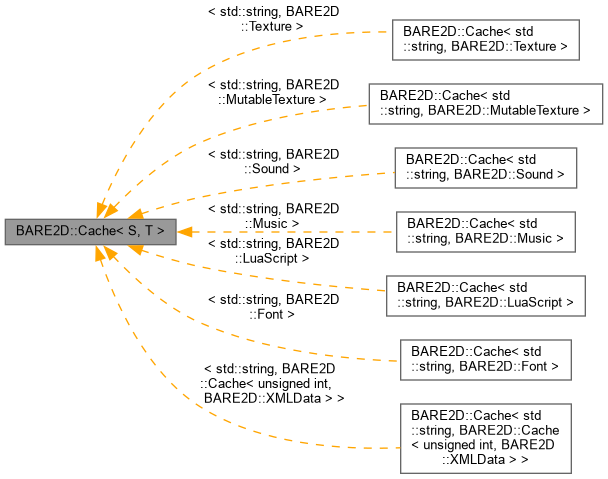 < std::string, BARE2D
::Texture >
BARE2D::Cache< std
::string, BARE2D::Texture >
< std::string, BARE2D
::MutableTexture >
BARE2D::Cache< std
::string, BARE2D::MutableTexture >
< std::string, BARE2D
::Sound >
BARE2D::Cache< std
::string, BARE2D::Sound >
BARE2D::Cache< S, T >
< std::string, BARE2D
::Music >
BARE2D::Cache< std
::string, BARE2D::Music >
< std::string, BARE2D
::LuaScript >
BARE2D::Cache< std
::string, BARE2D::LuaScript >
< std::string, BARE2D
::Font >
BARE2D::Cache< std
::string, BARE2D::Font >
< std::string, BARE2D
::Cache< unsigned int,
BARE2D::XMLData > >
BARE2D::Cache< std
::string, BARE2D::Cache
< unsigned int, BARE2D
::XMLData > >